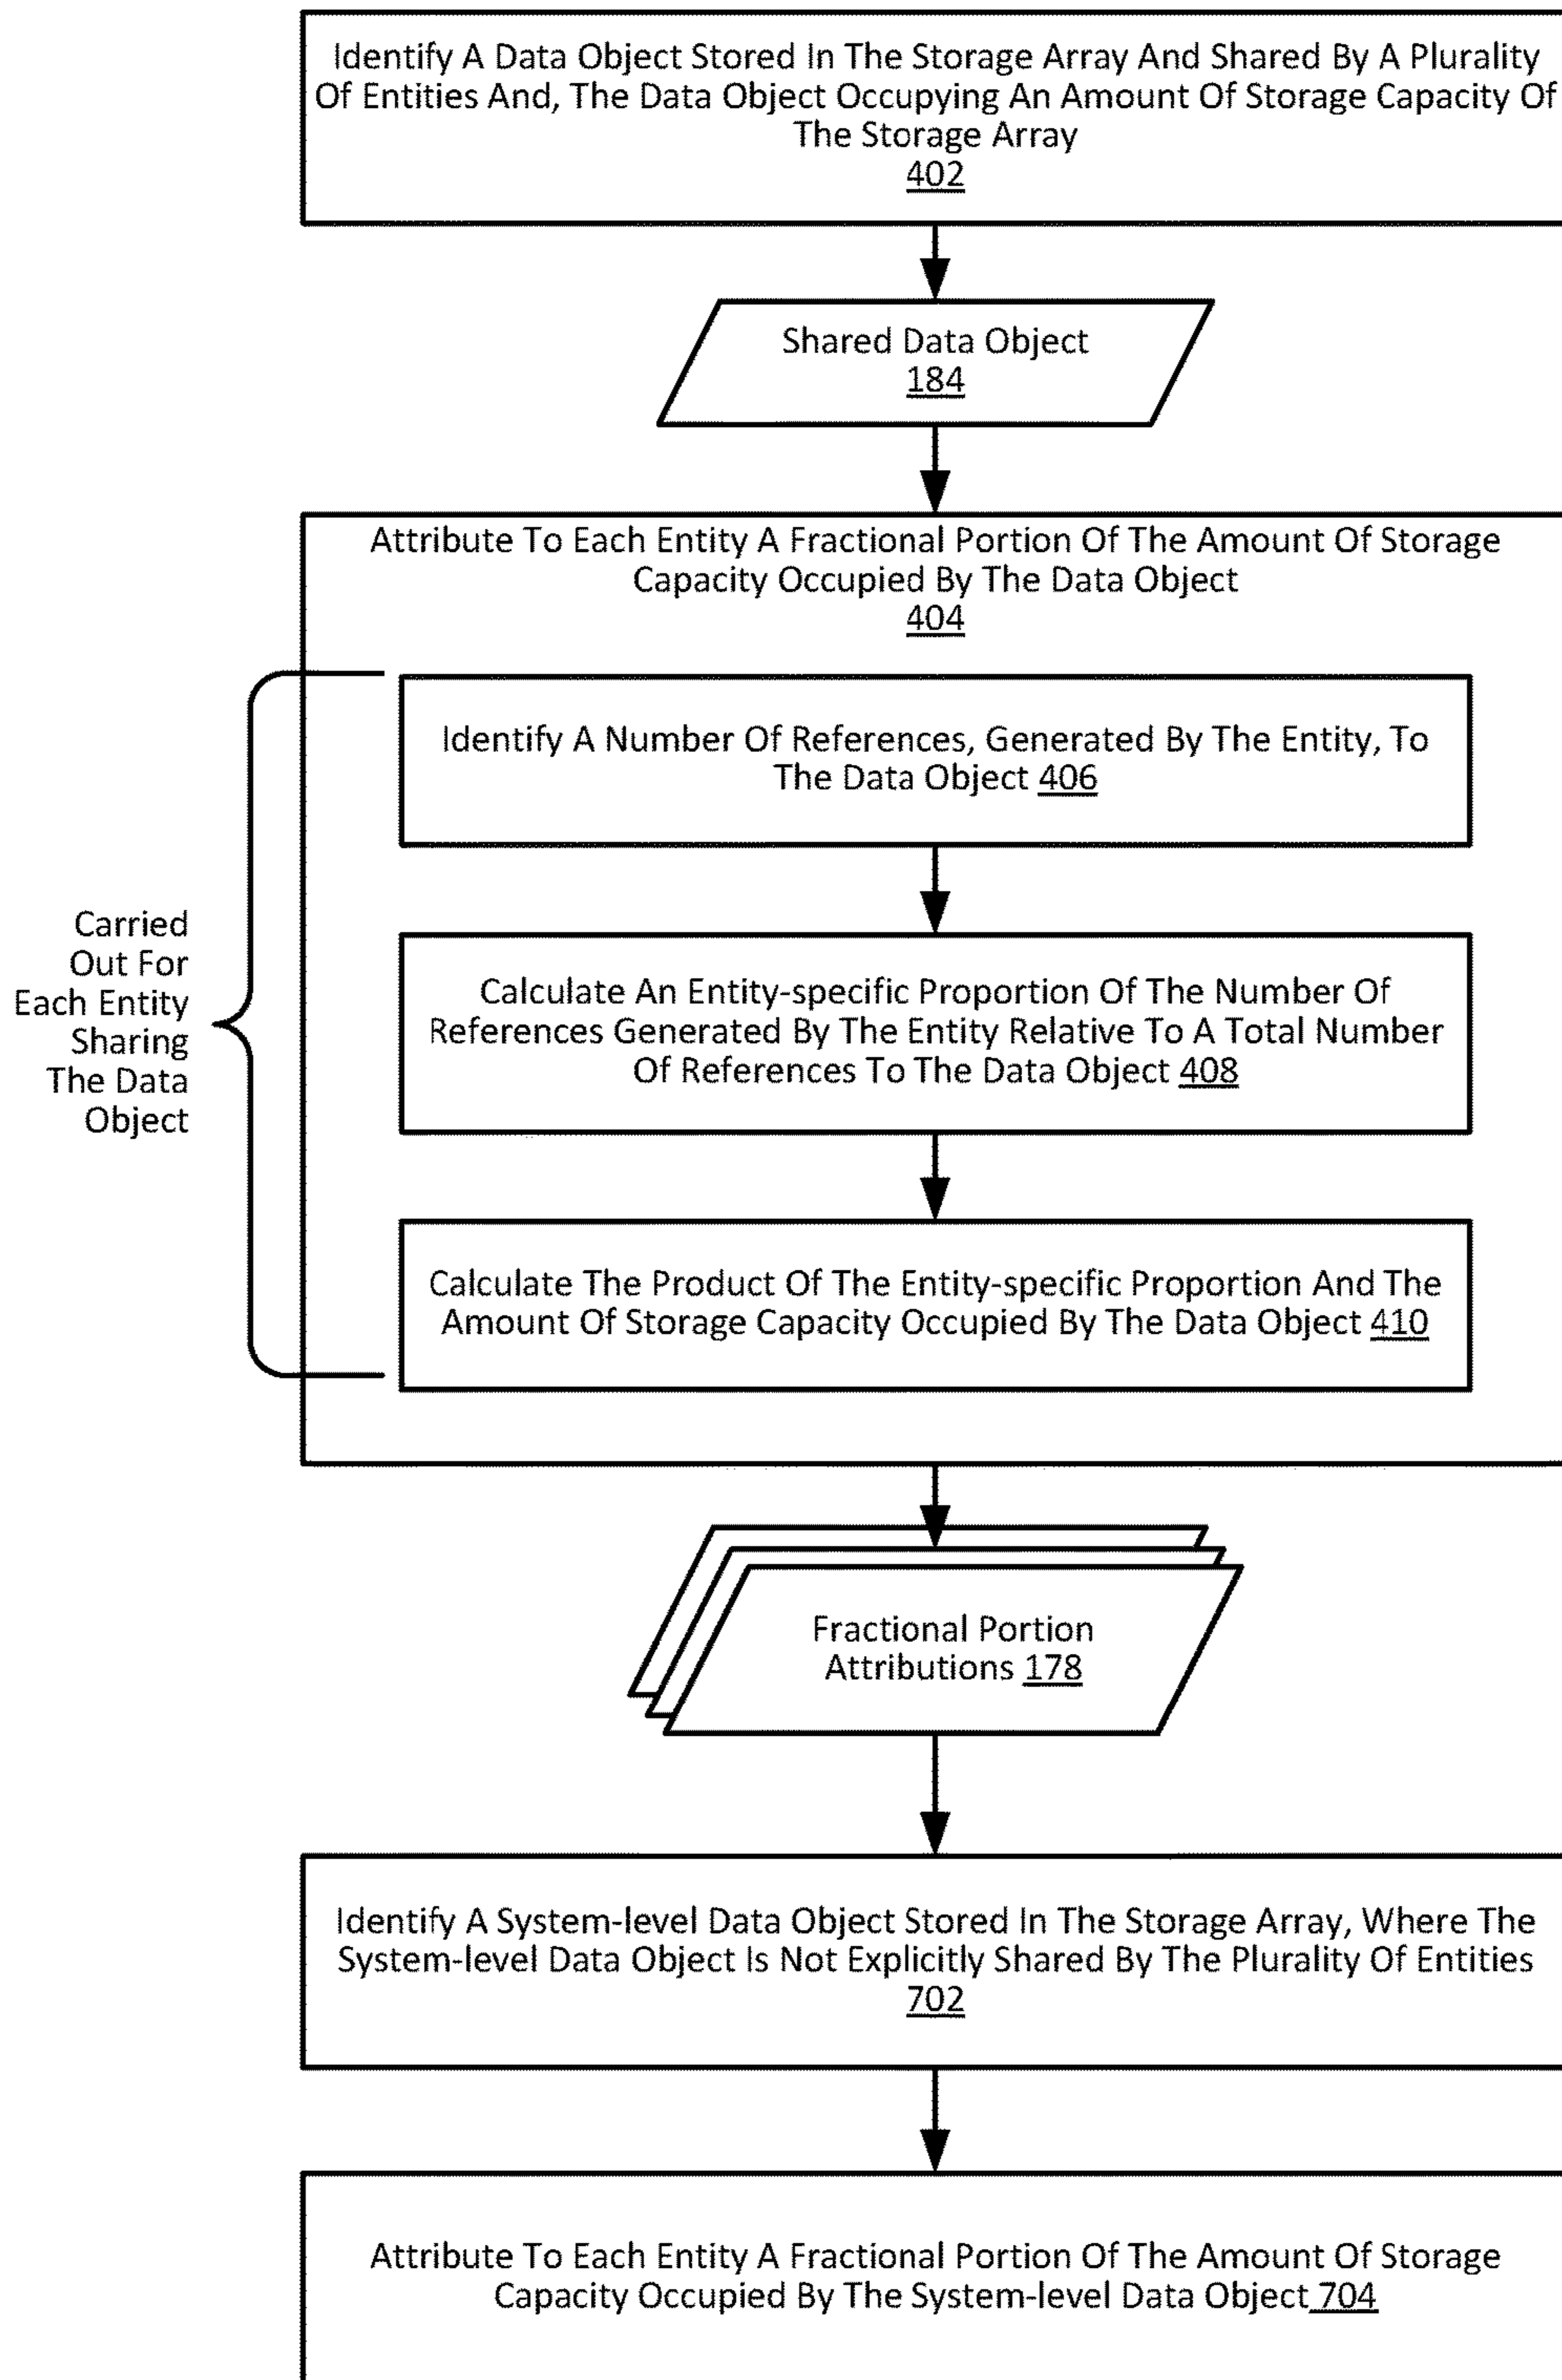 Identify A Data Object Stored In The Storage Array And Shared By A Plurality
Of Entities And, The Data Object Occupying An Amount Of Storage Capacity Of
The Storage Array
402
Shared Data Object
184
Attribute To Each Entity A Fractional Portion Of The Amount Of Storage
Capacity Occupied By The Data Object
404
Carried
Out For
Each Entity
Sharing
The Data
Object
Identify A Number Of References, Generated By The Entity, To
The Data Object 406
Calculate An Entity-specific Proportion Of The Number Of
References Generated By The Entity Relative To A Total Number
Of References To The Data Object 408
Calculate The Product Of The Entity-specific Proportion And The
Amount Of Storage Capacity Occupied By The Data Object 410
Fractional Portion
Attributions 178
Identify A System-level Data Object Stored In The Storage Array, Where The
System-level Data Object Is Not Explicitly Shared By The Plurality Of Entities
702
Attribute To Each Entity A Fractional Portion Of The Amount Of Storage
Capacity Occupied By The System-level Data Object 704